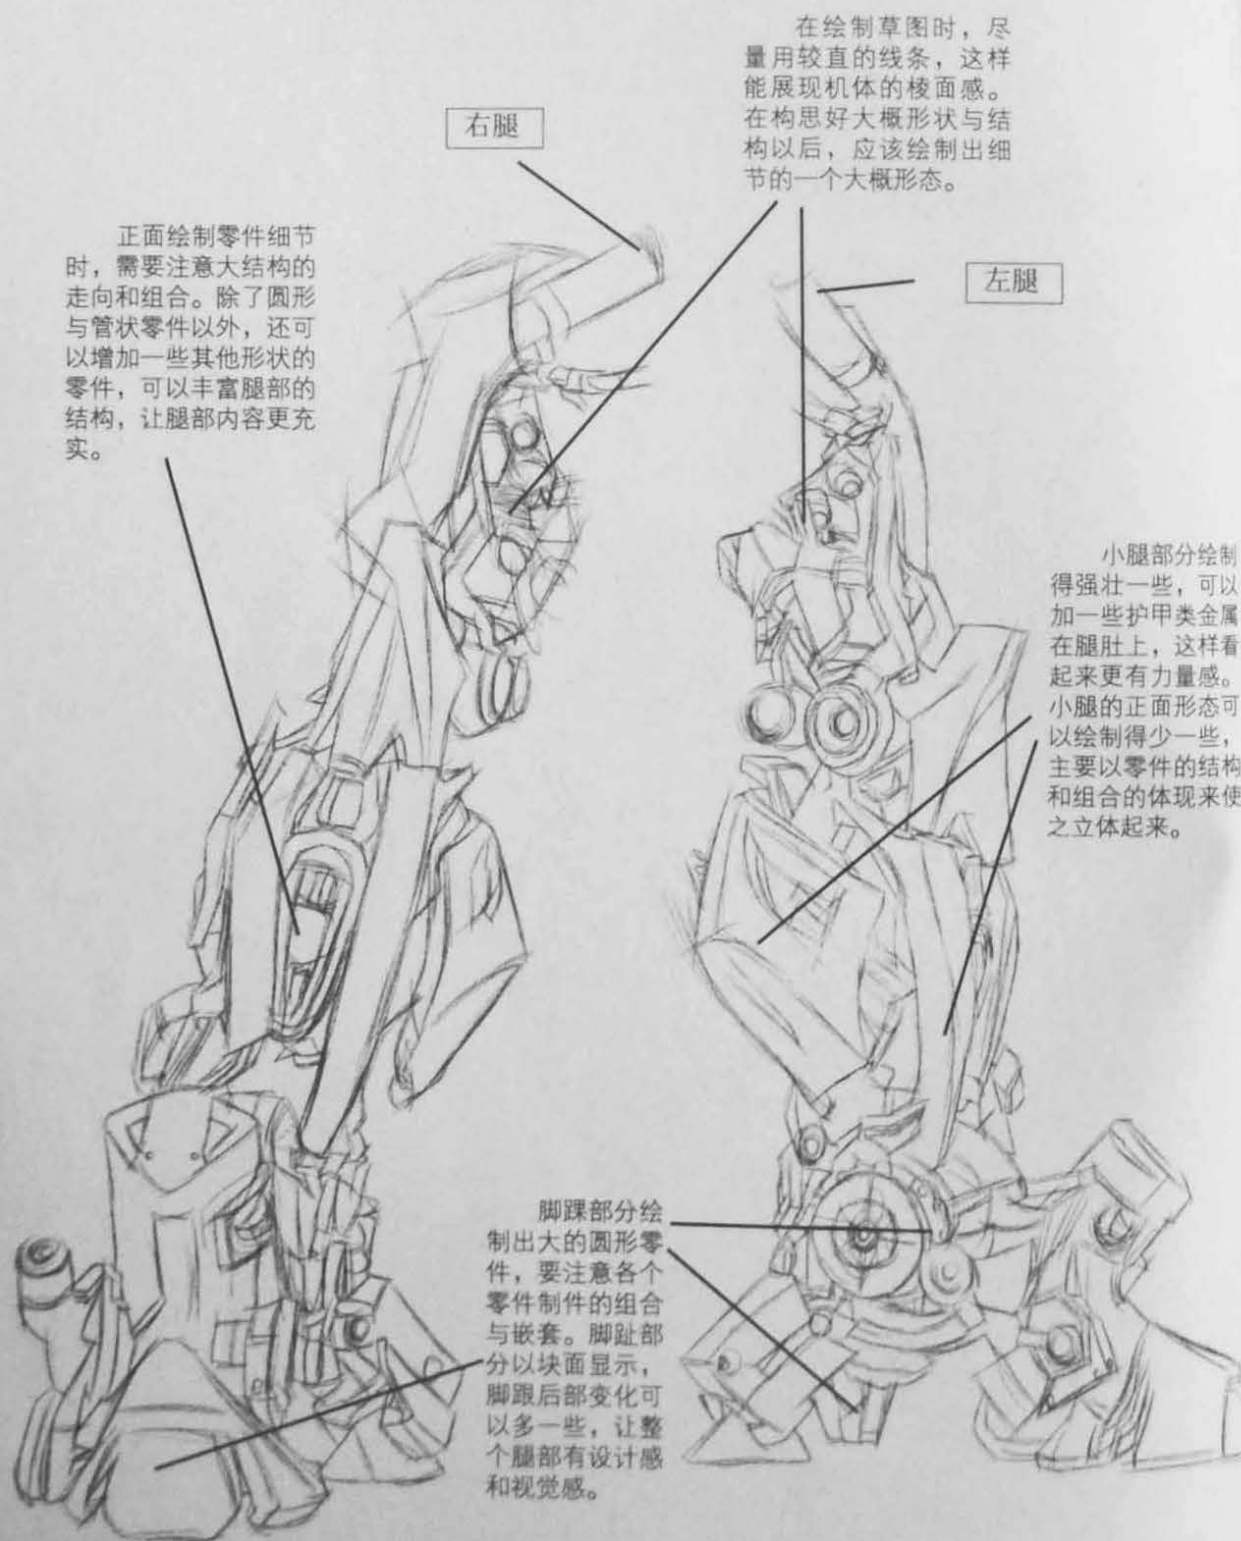 在绘制草图时，尽
量用较直的线条，这样
能展现机体的棱面感。
在构思好大概形状与结
构以后，应该绘制出细
节的一个大概形态。
右腿
左腿
正面绘制零件细节
时，需要注意大结构的
走向和组合。除了圆形
与管状零件以外，还可
以增加一些其他形状的
零件，可以丰富腿部的
结构，让腿部内容更充
实。
小腿部分绘制
得强壮一些，可以
加一些护甲类金属
在腿肚上，这样看
起来更有力量感。
小腿的正面形态可
以绘制得少一些，
主要以零件的结构
和组合的体现来使
之立体起来。
脚踝部分绘
制出大的圆形零
件，要注意各个
零件制件的组合
与嵌套。脚趾部
分以块面显示，
脚跟后部变化可
以多一些，让整
个腿部有设计感
和视觉感。